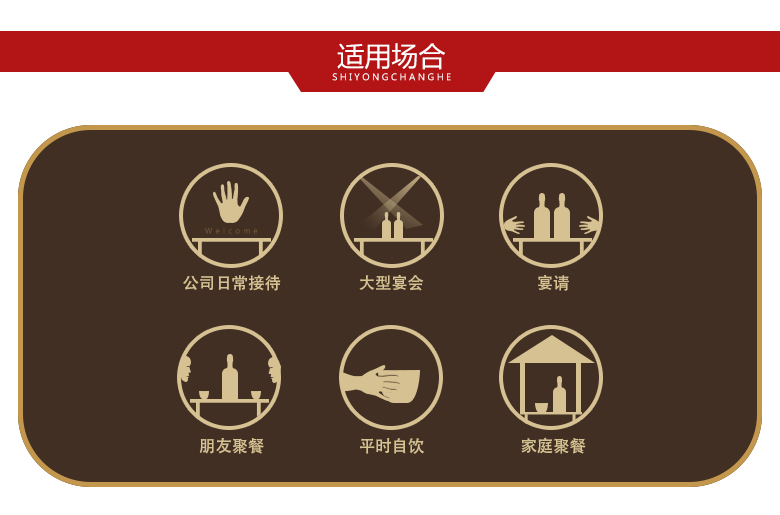 适用场合
SHIYONGCHANGHE
Welcome
公司日常接待
大型宴会
宴请
朋友聚餐
平时自饮
家庭聚餐